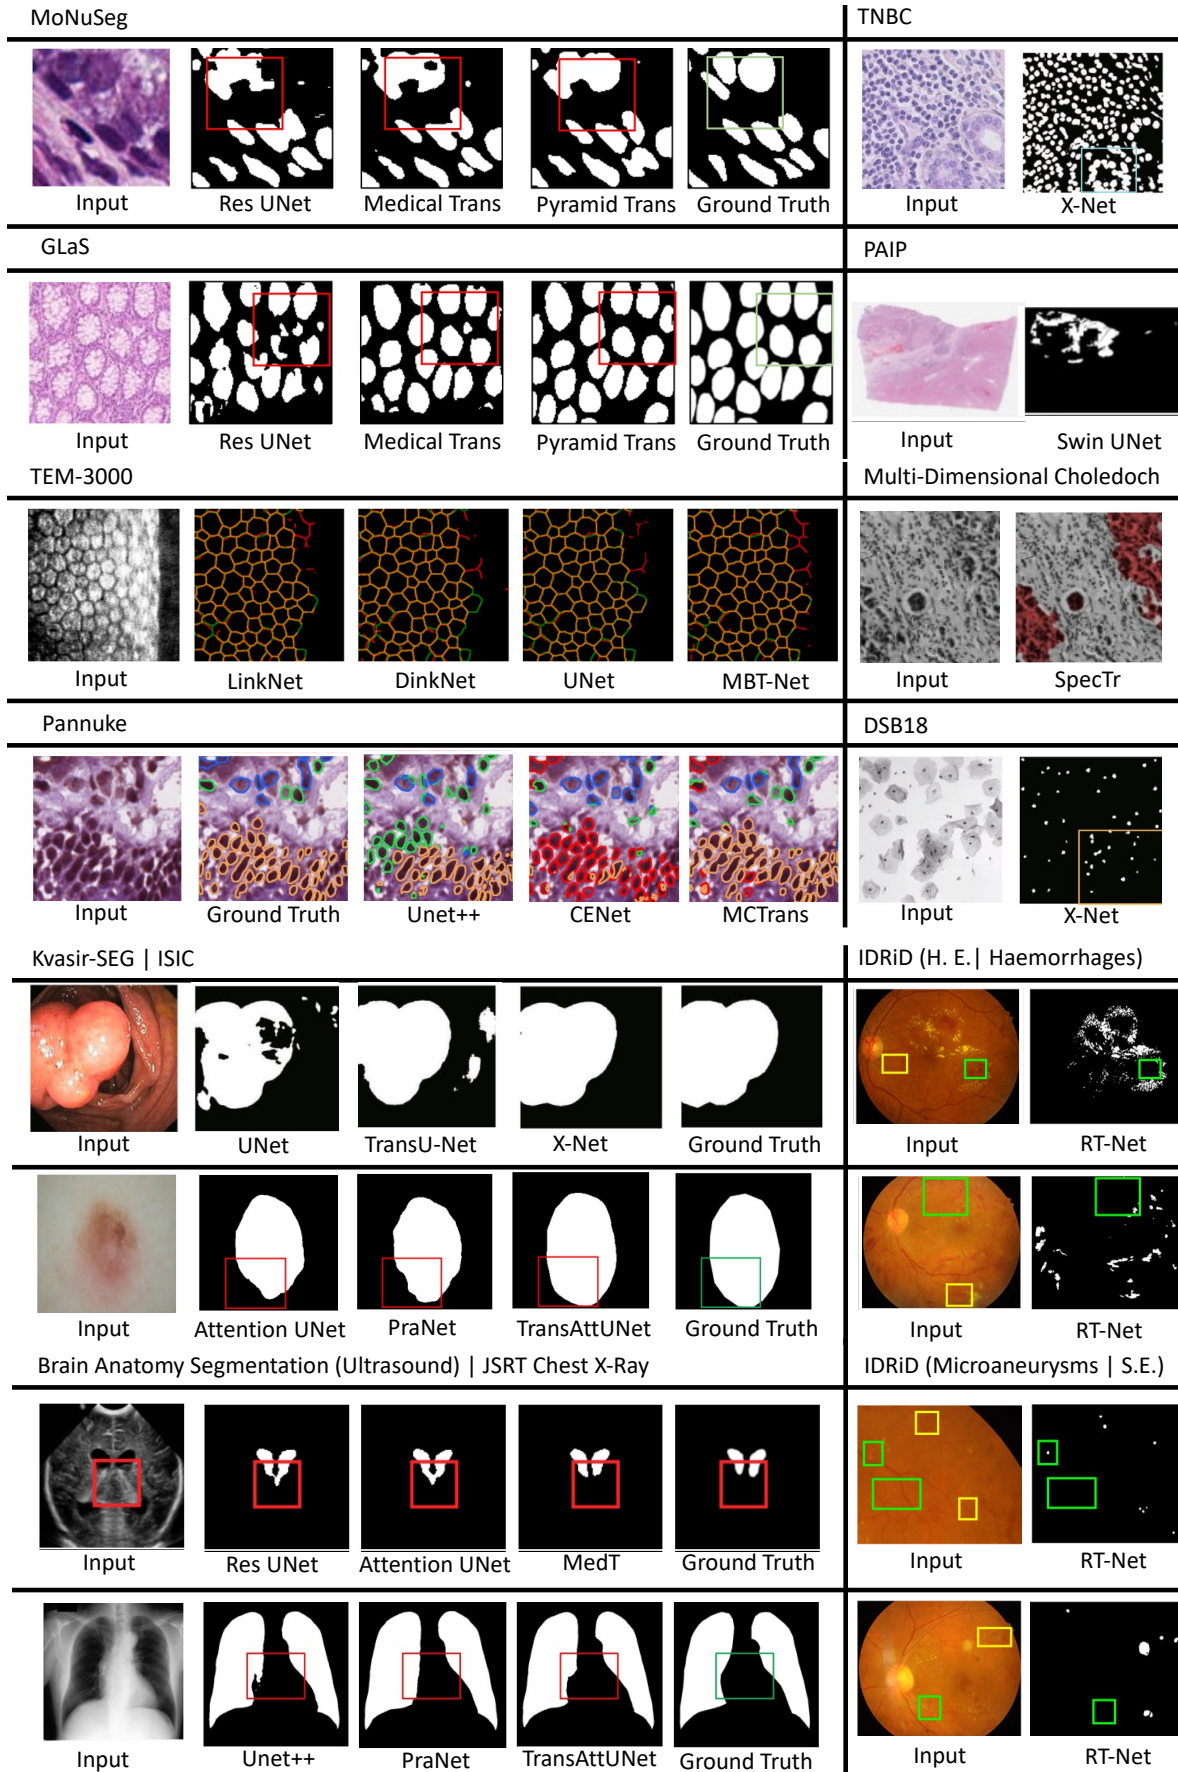 MoNuSeg
TNBC
Input
Res UNet
Medical Trans
Pyramid Trans
Ground Truth
Input
X-Net
GLaS
PAIP
Input
Res UNet
Medical Trans
Pyramid Trans
Ground Truth
Input
Swin UNet
TEM-3000
Multi-Dimensional Choledoch
Input
LinkNet
DinkNet
UNet
MBT-Net
Input
SpecTr
Pannuke
DSB18
Input
Ground Truth
Unet++
CENet
MCTrans
Input
X-Net
Kvasir-SEG | ISIC
IDRiD (H. E.| Haemorrhages)
Input
UNet
TransU-Net
X-Net
Ground Truth
Input
RT-Net
Input
Attention UNet
PraNet
TransAttUNet
Ground Truth
Input
RT-Net
Brain Anatomy Segmentation (Ultrasound) | JSRT Chest X-Ray
IDRiD (Microaneurysms | S.E.)
Input
Res UNet
Attention UNet
MedT
Ground Truth
Input
RT-Net
Input
Unet++
PraNet
TransAttUNet
Ground Truth
Input
RT-Net